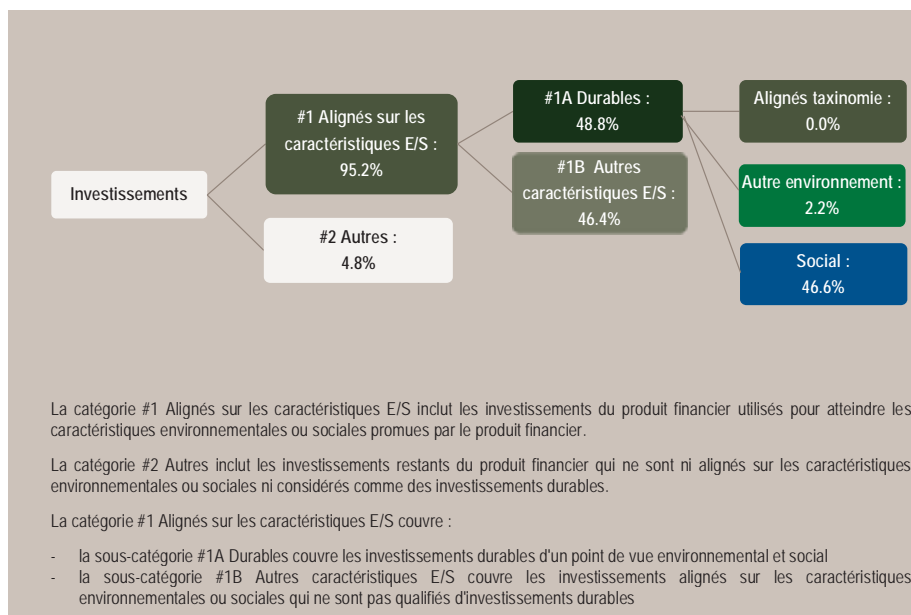 Investissements
#1 Alignés sur les
caractéristiques E/S :
95.2%
#2 Autres :
4.8%
#1A Durables :
48.8%
#1B Autres
caractéristiques E/S :
46.4%
Alignés taxinomie :
0.0%
Autre environnement :
2.2%
Social :
46.6%
La catégorie #1 Alignés sur les caractéristiques E/S inclut les investissements du produit financier utilisés pour atteindre les
caractéristiques environnementales ou sociales promues par le produit financier.
La catégorie #2 Autres inclut les investissements restants du produit financier qui ne sont ni alignés sur les caractéristiques
environnementales ou sociales ni considérés comme des investissements durables.
La catégorie #1 Alignés sur les caractéristiques E/S couvre :
- la sous-catégorie #1A Durables couvre les investissements durables d'un point de vue environnemental et social
- la sous-catégorie #1B Autres caractéristiques E/S couvre les investissements alignés sur les caractéristiques
environnementales ou sociales qui ne sont pas qualifiés d'investissements durables